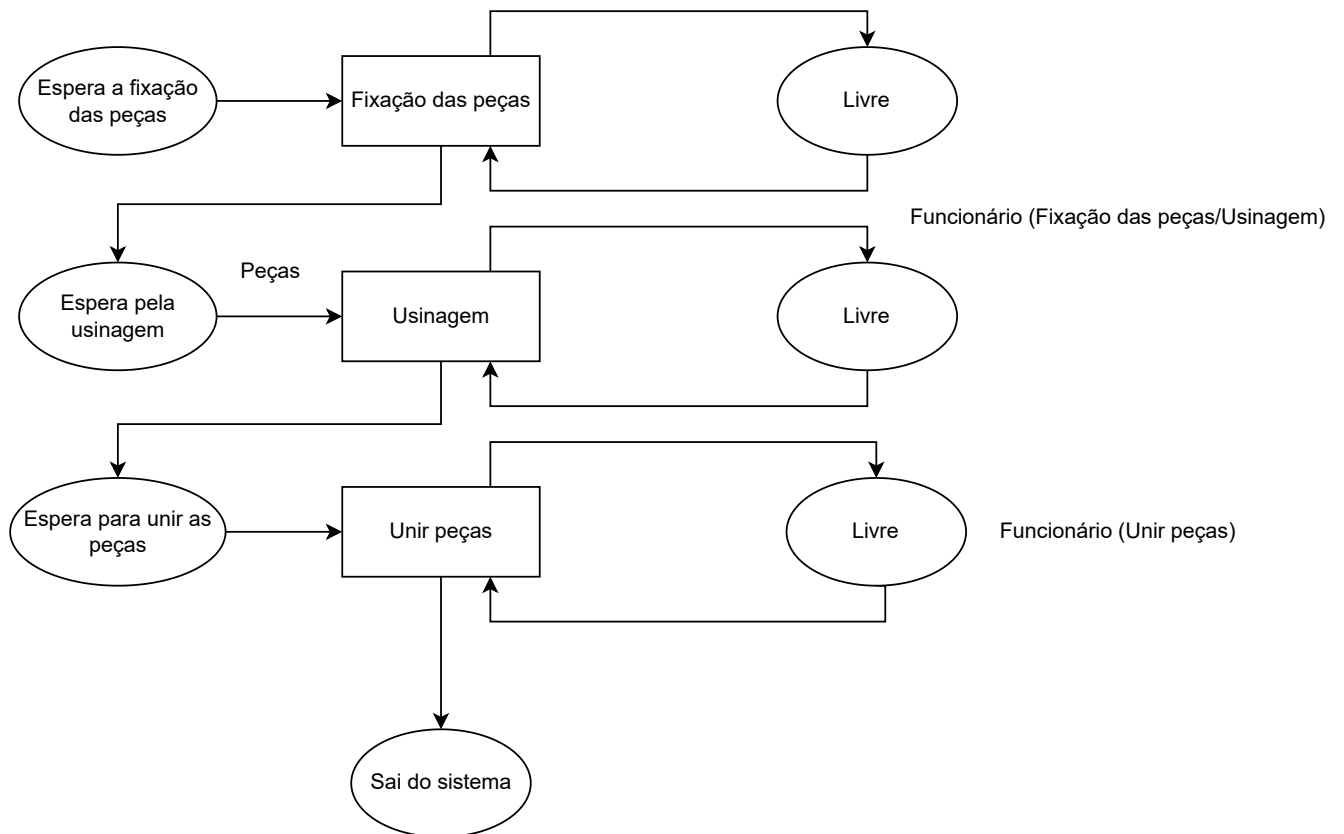 Espera a fixação
das peças
Fixação das peças
Livre
Funcionário (Fixação das peças/Usinagem)
Peças
Espera pela
usinagem
Usinagem
Livre
Espera para unir as
peças
Unir peças
Livre
Funcionário (Unir peças)
Sai do sistema